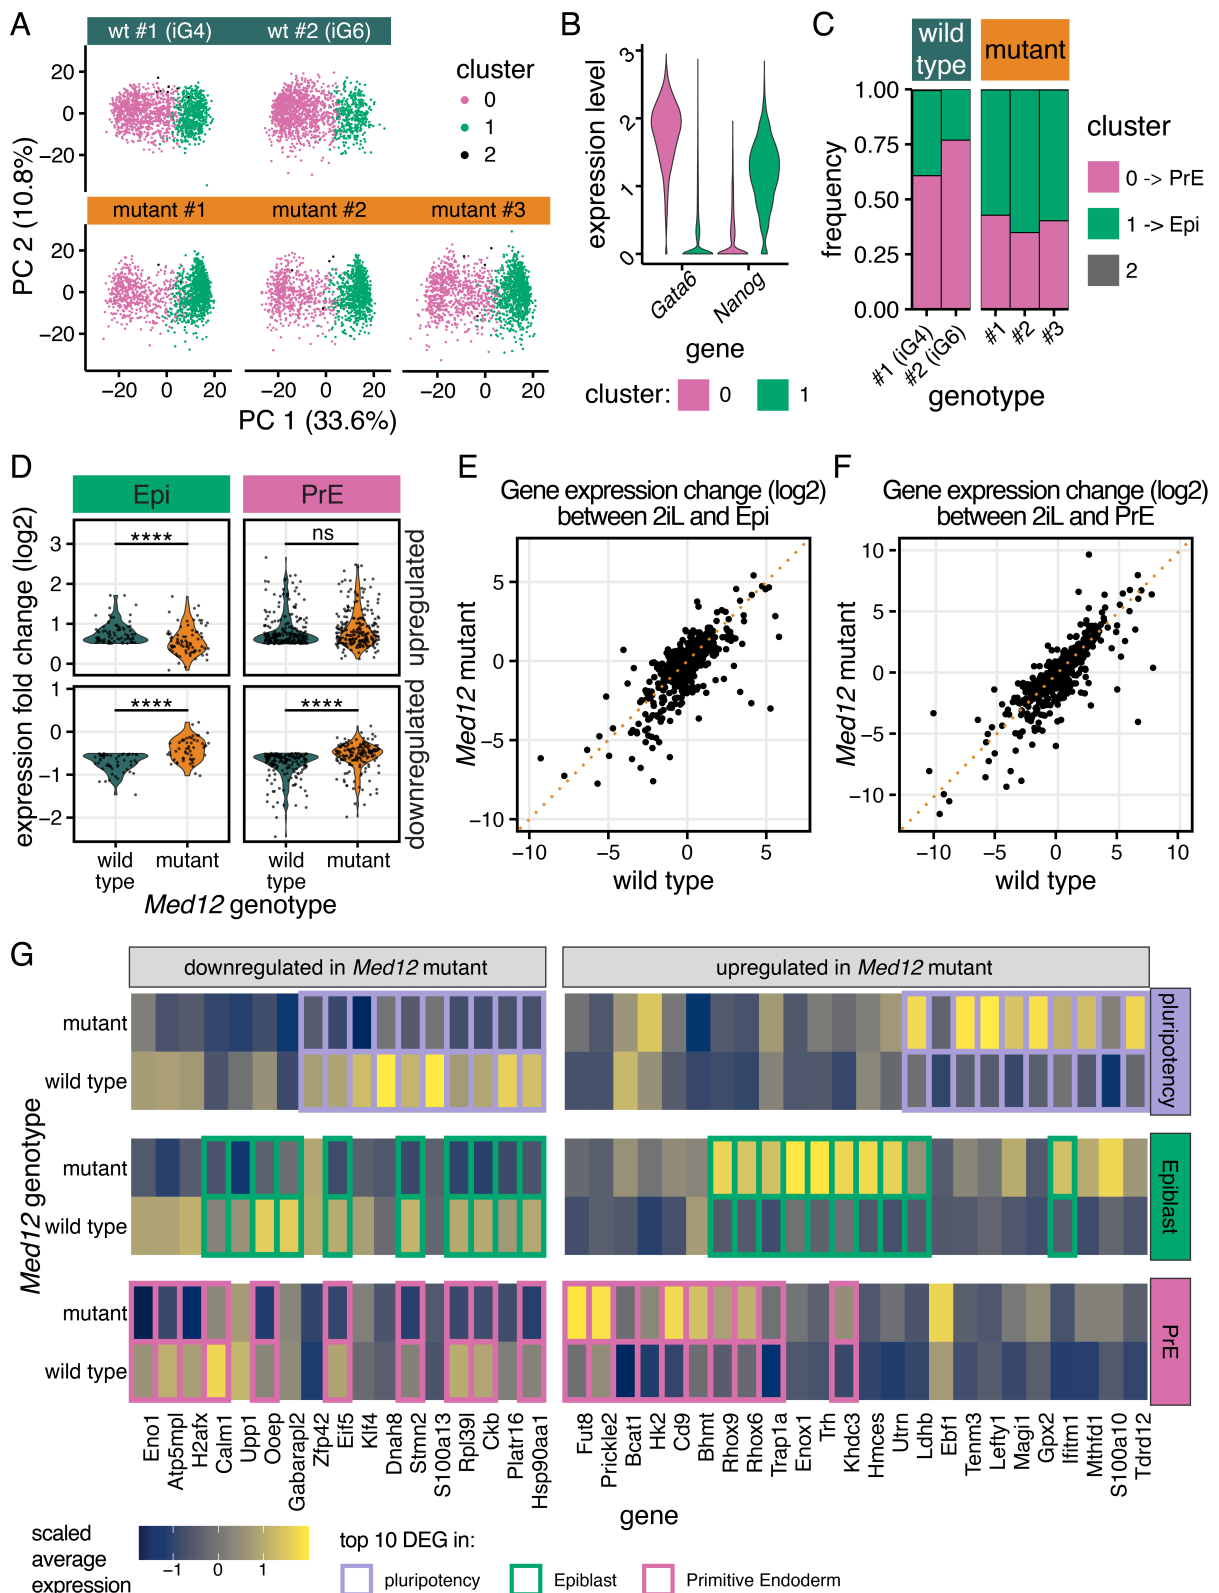 A
wt #1 (iG4)
wt #2 (iG6)
cluster
0
1
2
20
0
−20
mutant #1
mutant #2
mutant #3
20
0
−20
−20 0 20
−20 0 20
−20 0 20
PC 1 (33.6%)
PC 2 (10.8%)
B
expression level
3
2
1
0
Gata6
Nanog
gene
cluster: 0 1
C
wild type
mutant
1.00
0.75
0.50
0.25
0.00
frequency
#1 (iG4)
#2 (iG6)
#1
#2
#3
genotype
cluster
0 -> PrE
1 -> Epi
2
D
Epi
PrE
expression fold change (log2)
3
2
1
0
1
0
−1
−2
****
ns
****
****
upregulated
downregulated
wild type
mutant
wild type
mutant
Med12 genotype
E
Gene expression change (log2)
between 2iL and Epi
Med12 mutant
5
0
−5
−10
−10 −5 0 5
wild type
F
Gene expression change (log2)
between 2iL and PrE
Med12 mutant
10
5
0
−5
−10
−10 −5 0 5 10
wild type
G
downregulated in Med12 mutant
upregulated in Med12 mutant
Med12 genotype
mutant
wild type
pluripotency
mutant
wild type
Epiblast
mutant
wild type
PrE
Eno1
Atp5mpl
H2afx
Calm1
Upp1
Ooep
Gabarapl2
Zfp42
Eif5
Klf4
Dnah8
Stmn2
S100a13
Rpl39l
Ckb
Platr16
Hsp90aa1
Fut8
Prickle2
Bcat1
Hk2
Cd9
Bhmt
Rhox9
Rhox6
Trap1a
Enox1
Trh
Khdc3
Hmces
Utrn
Ldhb
Ebf1
Tenm3
Lefty1
Magi1
Gpx2
Ifitm1
Mthfd1
S100a10
Tdrd12
gene
scaled
average
expression
−1 0 1
top 10 DEG in:
pluripotency
Epiblast
Primitive Endoderm